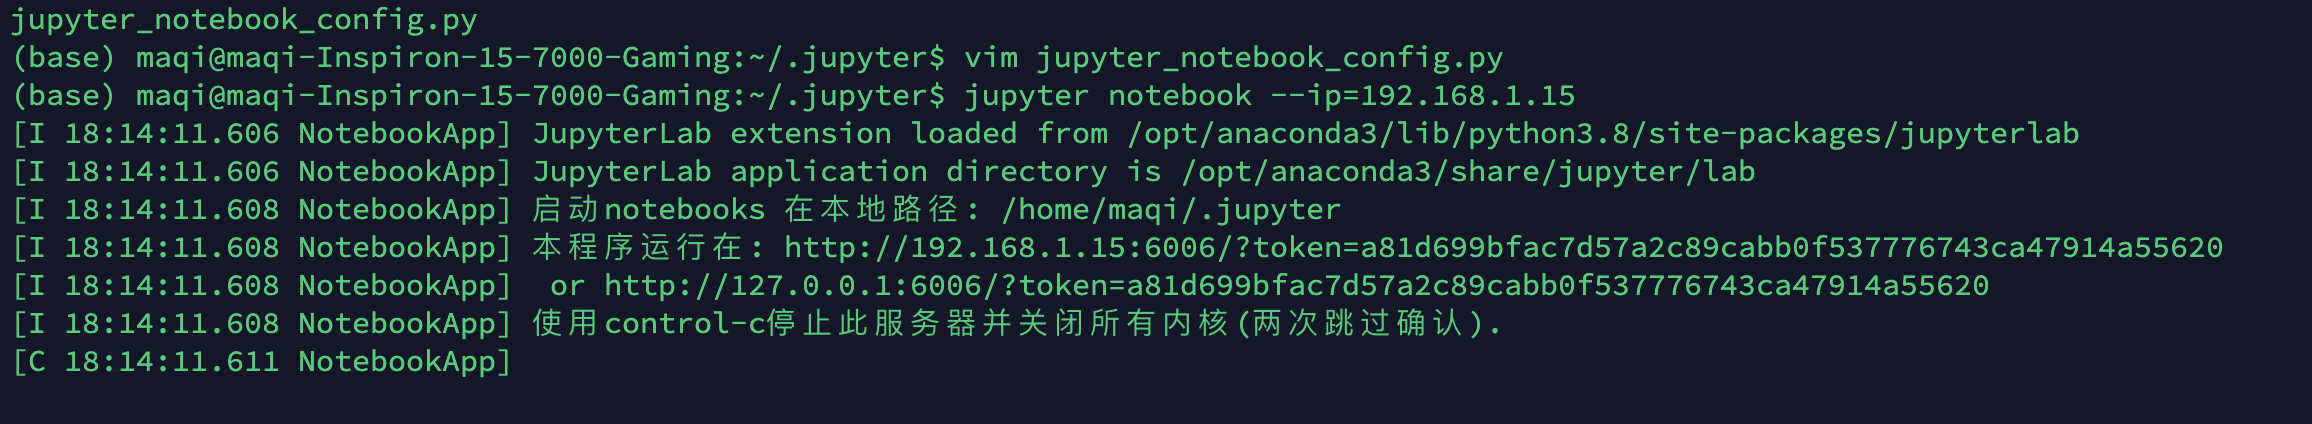 jupyter_notebook_config.py
(base) maqi@maqi-Inspiron-15-7000-Gaming:~/.jupyter$ vim jupyter_notebook_config.py
(base) maqi@maqi-Inspiron-15-7000-Gaming:~/.jupyter$ jupyter notebook --ip=192.168.1.15
[I 18:14:11.606 NotebookApp] JupyterLab extension loaded from /opt/anaconda3/lib/python3.8/site-packages/jupyterlab
[I 18:14:11.606 NotebookApp] JupyterLab application directory is /opt/anaconda3/share/jupyter/lab
[I 18:14:11.608 NotebookApp] 启动notebooks 在本地路径: /home/maqi/.jupyter
[I 18:14:11.608 NotebookApp] 本程序运行在: http://192.168.1.15:6006/?token=a81d699bfac7d57a2c89cabb0f537776743ca47914a55620
[I 18:14:11.608 NotebookApp]  or http://127.0.0.1:6006/?token=a81d699bfac7d57a2c89cabb0f537776743ca47914a55620
[I 18:14:11.608 NotebookApp] 使用control-c停止此服务器并关闭所有内核(两次跳过确认).
[C 18:14:11.611 NotebookApp]